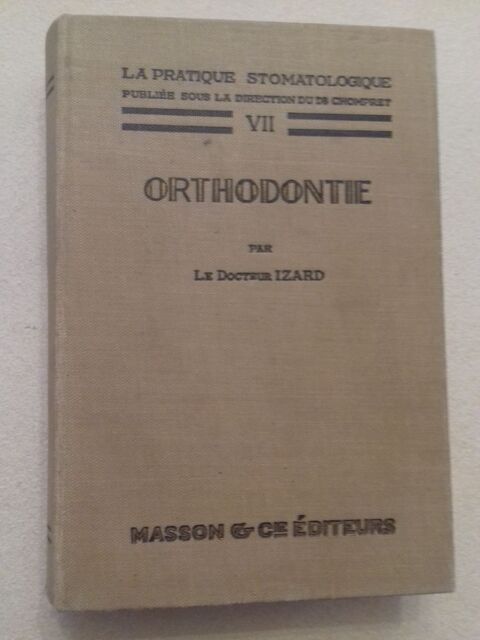 LA PRATIQUE STOMATOLOGIQUE
PUBLIÉE SOUS LA DIRECTION DU DR CHOMPRET
VII
ORTHODONTIE
PAR
LE DOCTEUR IZARD
MASSON & CIE ÉDITEURS